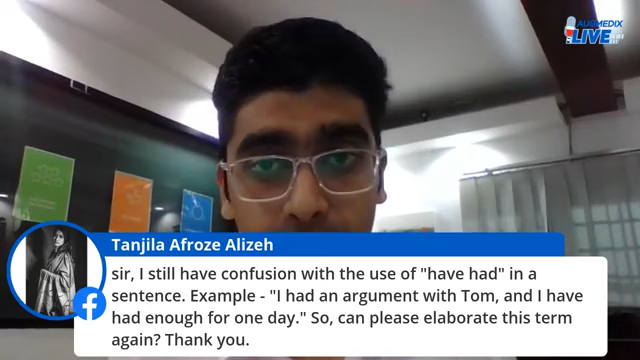 AUGMEDIX
LIVE
Tanjila Afroze Alizeh
sir, I still have confusion with the use of "have had" in a
sentence. Example - "I had an argument with Tom, and I have
had enough for one day." So, can please elaborate this term
again? Thank you.